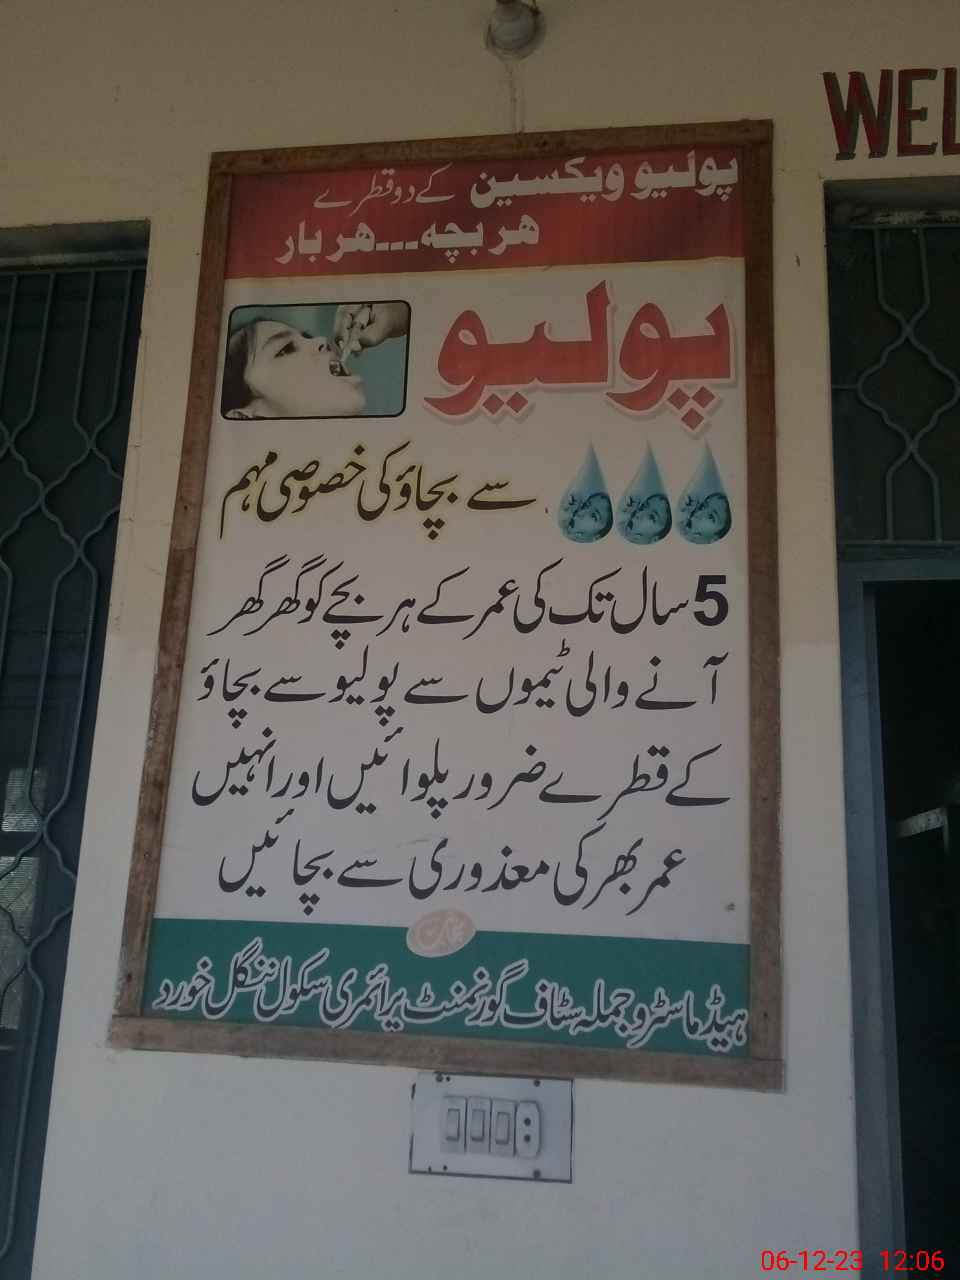 پولیو ویکسین کے دو قطرے
ھر بچہ۔۔۔ھر بار
پولیو
سے بچاؤ کی خصوصی مہم
5 سال تک کی عمر کے ہر بچے کو گھر گھر
آنے والی ٹیموں سے پولیو سے بچاؤ
کے قطرے ضرور پلوائیں اور انہیں
عمر بھر کی معذوری سے بچائیں
منجانب
ہیڈ ماسٹر و جملہ سٹاف گورنمنٹ پرائمری سکول ننگل خورد
WEL
06-12-23 12:06